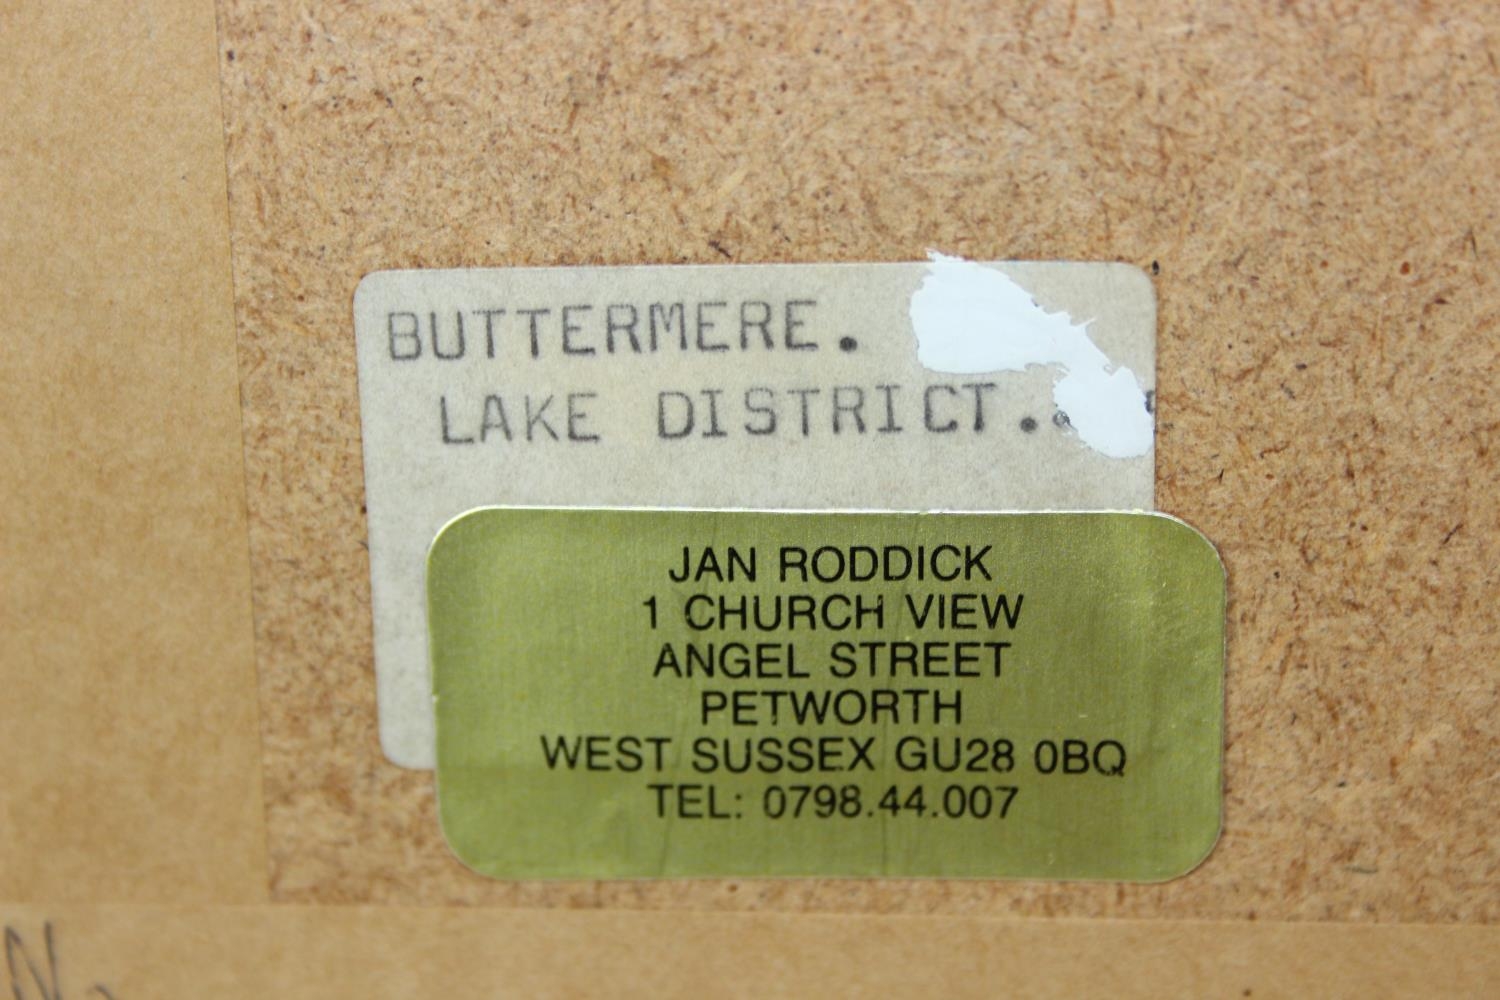 BUTTERMERE.
LAKE DISTRICT..
JAN RODDICK
1 CHURCH VIEW
ANGEL STREET
PETWORTH
WEST SUSSEX GU28 0BQ
TEL: 0798.44.007